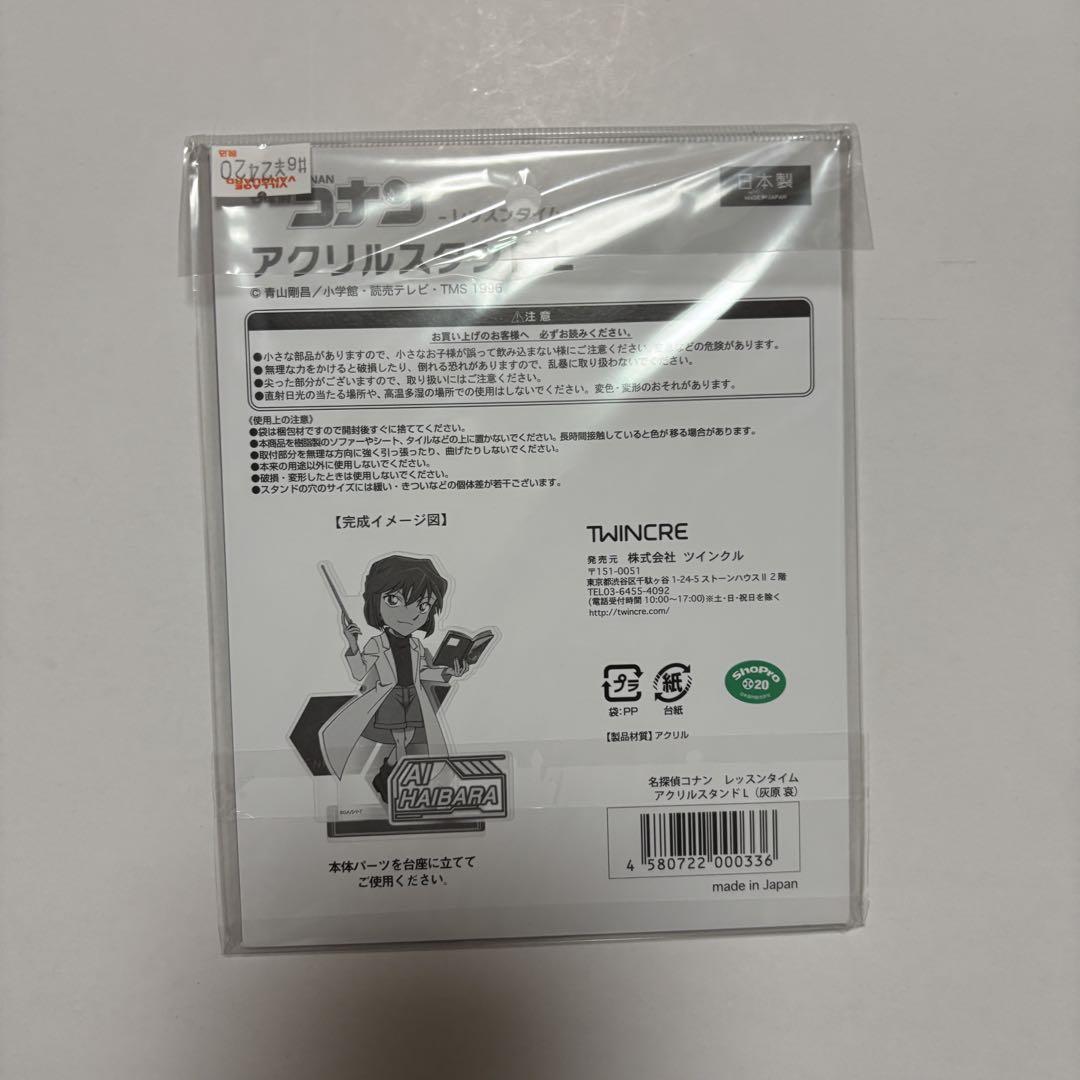 VILLAGE
VANGUARD
税込
2420
コナン
-レッスンタイム-
日本製
MADE IN JAPAN
アクリルスタンド L
© 青山剛昌／小学館・読売テレビ・TMS 1996
⚠注 意
お買い上げのお客様へ　必ずお読みください。
●小さな部品がありますので、小さなお子様が誤って飲み込まない様にご注意ください。などの危険があります。
●無理な力をかけると破損したり、倒れる恐れがありますので、乱暴に取り扱わないでください。
●尖った部分がございますので、取り扱いにはご注意ください。
●直射日光の当たる場所や、高温多湿の場所での使用はしないでください。変色・変形のおそれがあります。
《使用上の注意》
●袋は梱包材ですので開封後すぐに捨ててください。
●本商品を樹脂製のソファーやシート、タイルなどの上に置かないでください。長時間接触していると色が移る場合があります。
●取付部分を無理な方向に強く引っ張ったり、曲げたりしないでください。
●本来の用途以外に使用しないでください。
●破損・変形したときは使用しないでください。
●スタンドの穴のサイズには緩い・きついなどの個体差が若干ございます。
【完成イメージ図】
AI
HAIBARA
本体パーツを台座に立てて
ご使用ください。
TWINCRE
発売元　株式会社 ツインクル
〒151-0051
東京都渋谷区千駄ヶ谷 1-24-5 ストーンハウスⅡ 2 階
TEL03-6455-4092
(電話受付時間 10:00〜17:00)※土・日・祝日を除く
http://twincre.com/
プラ
袋:PP
紙
台紙
ShoPro
20
【製品材質】アクリル
名探偵コナン　レッスンタイム
アクリルスタンド L（灰原 哀）
4 580722 000336
made in Japan